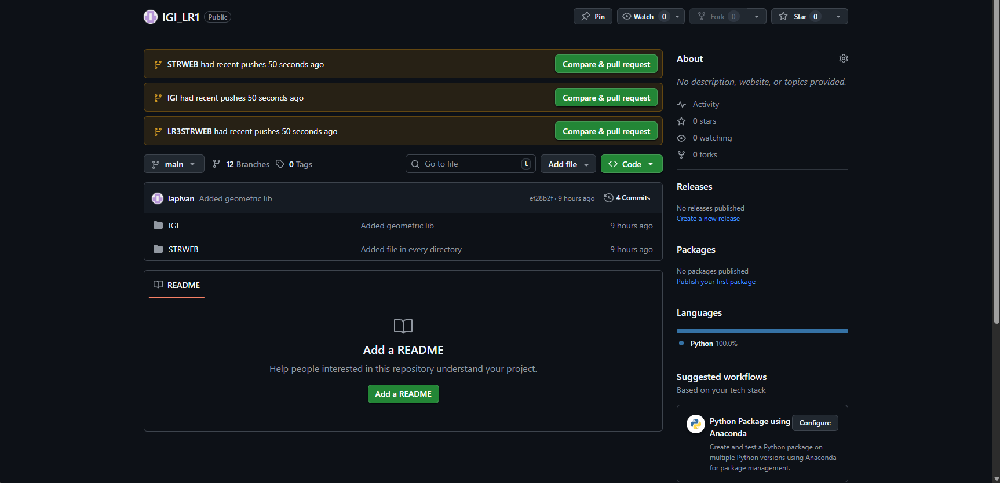 IGI_LR1 Public
Pin
Watch 0
Fork 0
Star 0
STRWEB had recent pushes 50 seconds ago
Compare & pull request
IGI had recent pushes 50 seconds ago
Compare & pull request
LR3STRWEB had recent pushes 50 seconds ago
Compare & pull request
main
12 Branches
0 Tags
Go to file
t
Add file
Code
lapivan Added geometric lib
ef28b2f · 9 hours ago
4 Commits
IGI Added geometric lib 9 hours ago
STRWEB Added file in every directory 9 hours ago
README
Add a README
Help people interested in this repository understand your project.
Add a README
About
No description, website, or topics provided.
Activity
0 stars
0 watching
0 forks
Releases
No releases published
Create a new release
Packages
No packages published
Publish your first package
Languages
Python 100.0%
Suggested workflows
Based on your tech stack
Python Package using
Anaconda
Configure
Create and test a Python package on
multiple Python versions using Anaconda
for package management.